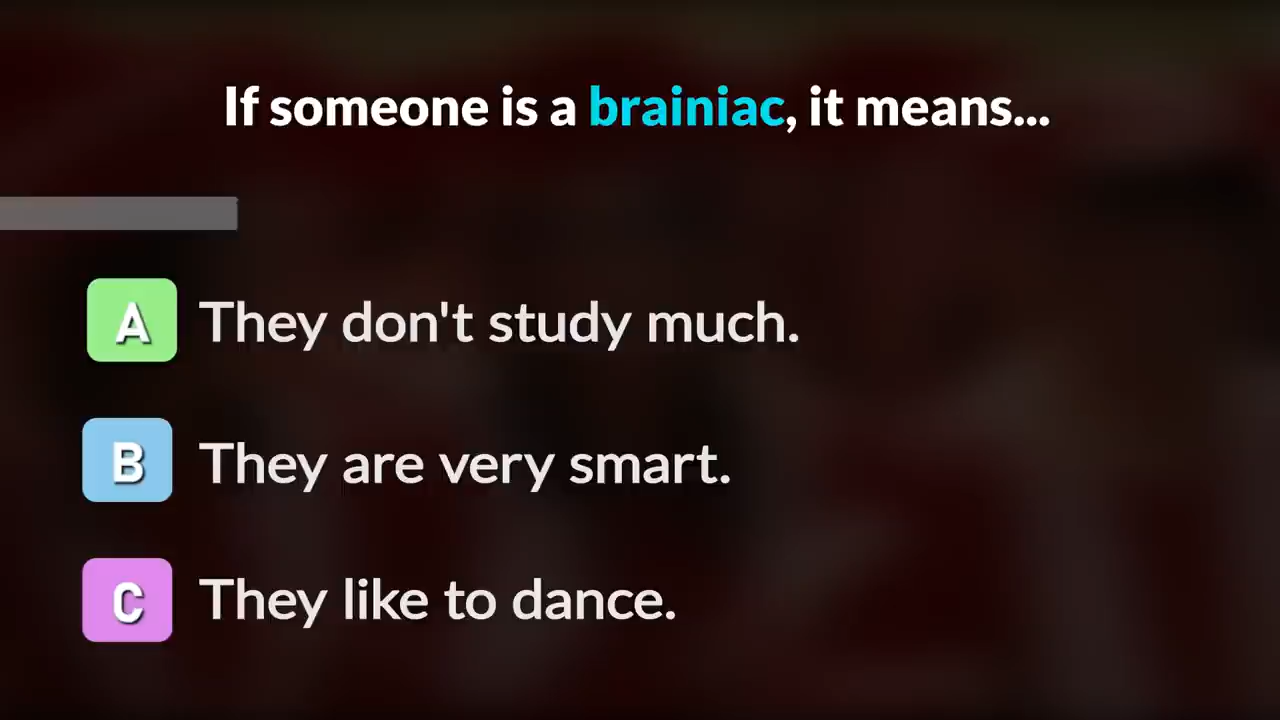 If someone is a brainiac, it means...
A They don't study much.
B They are very smart.
C They like to dance.